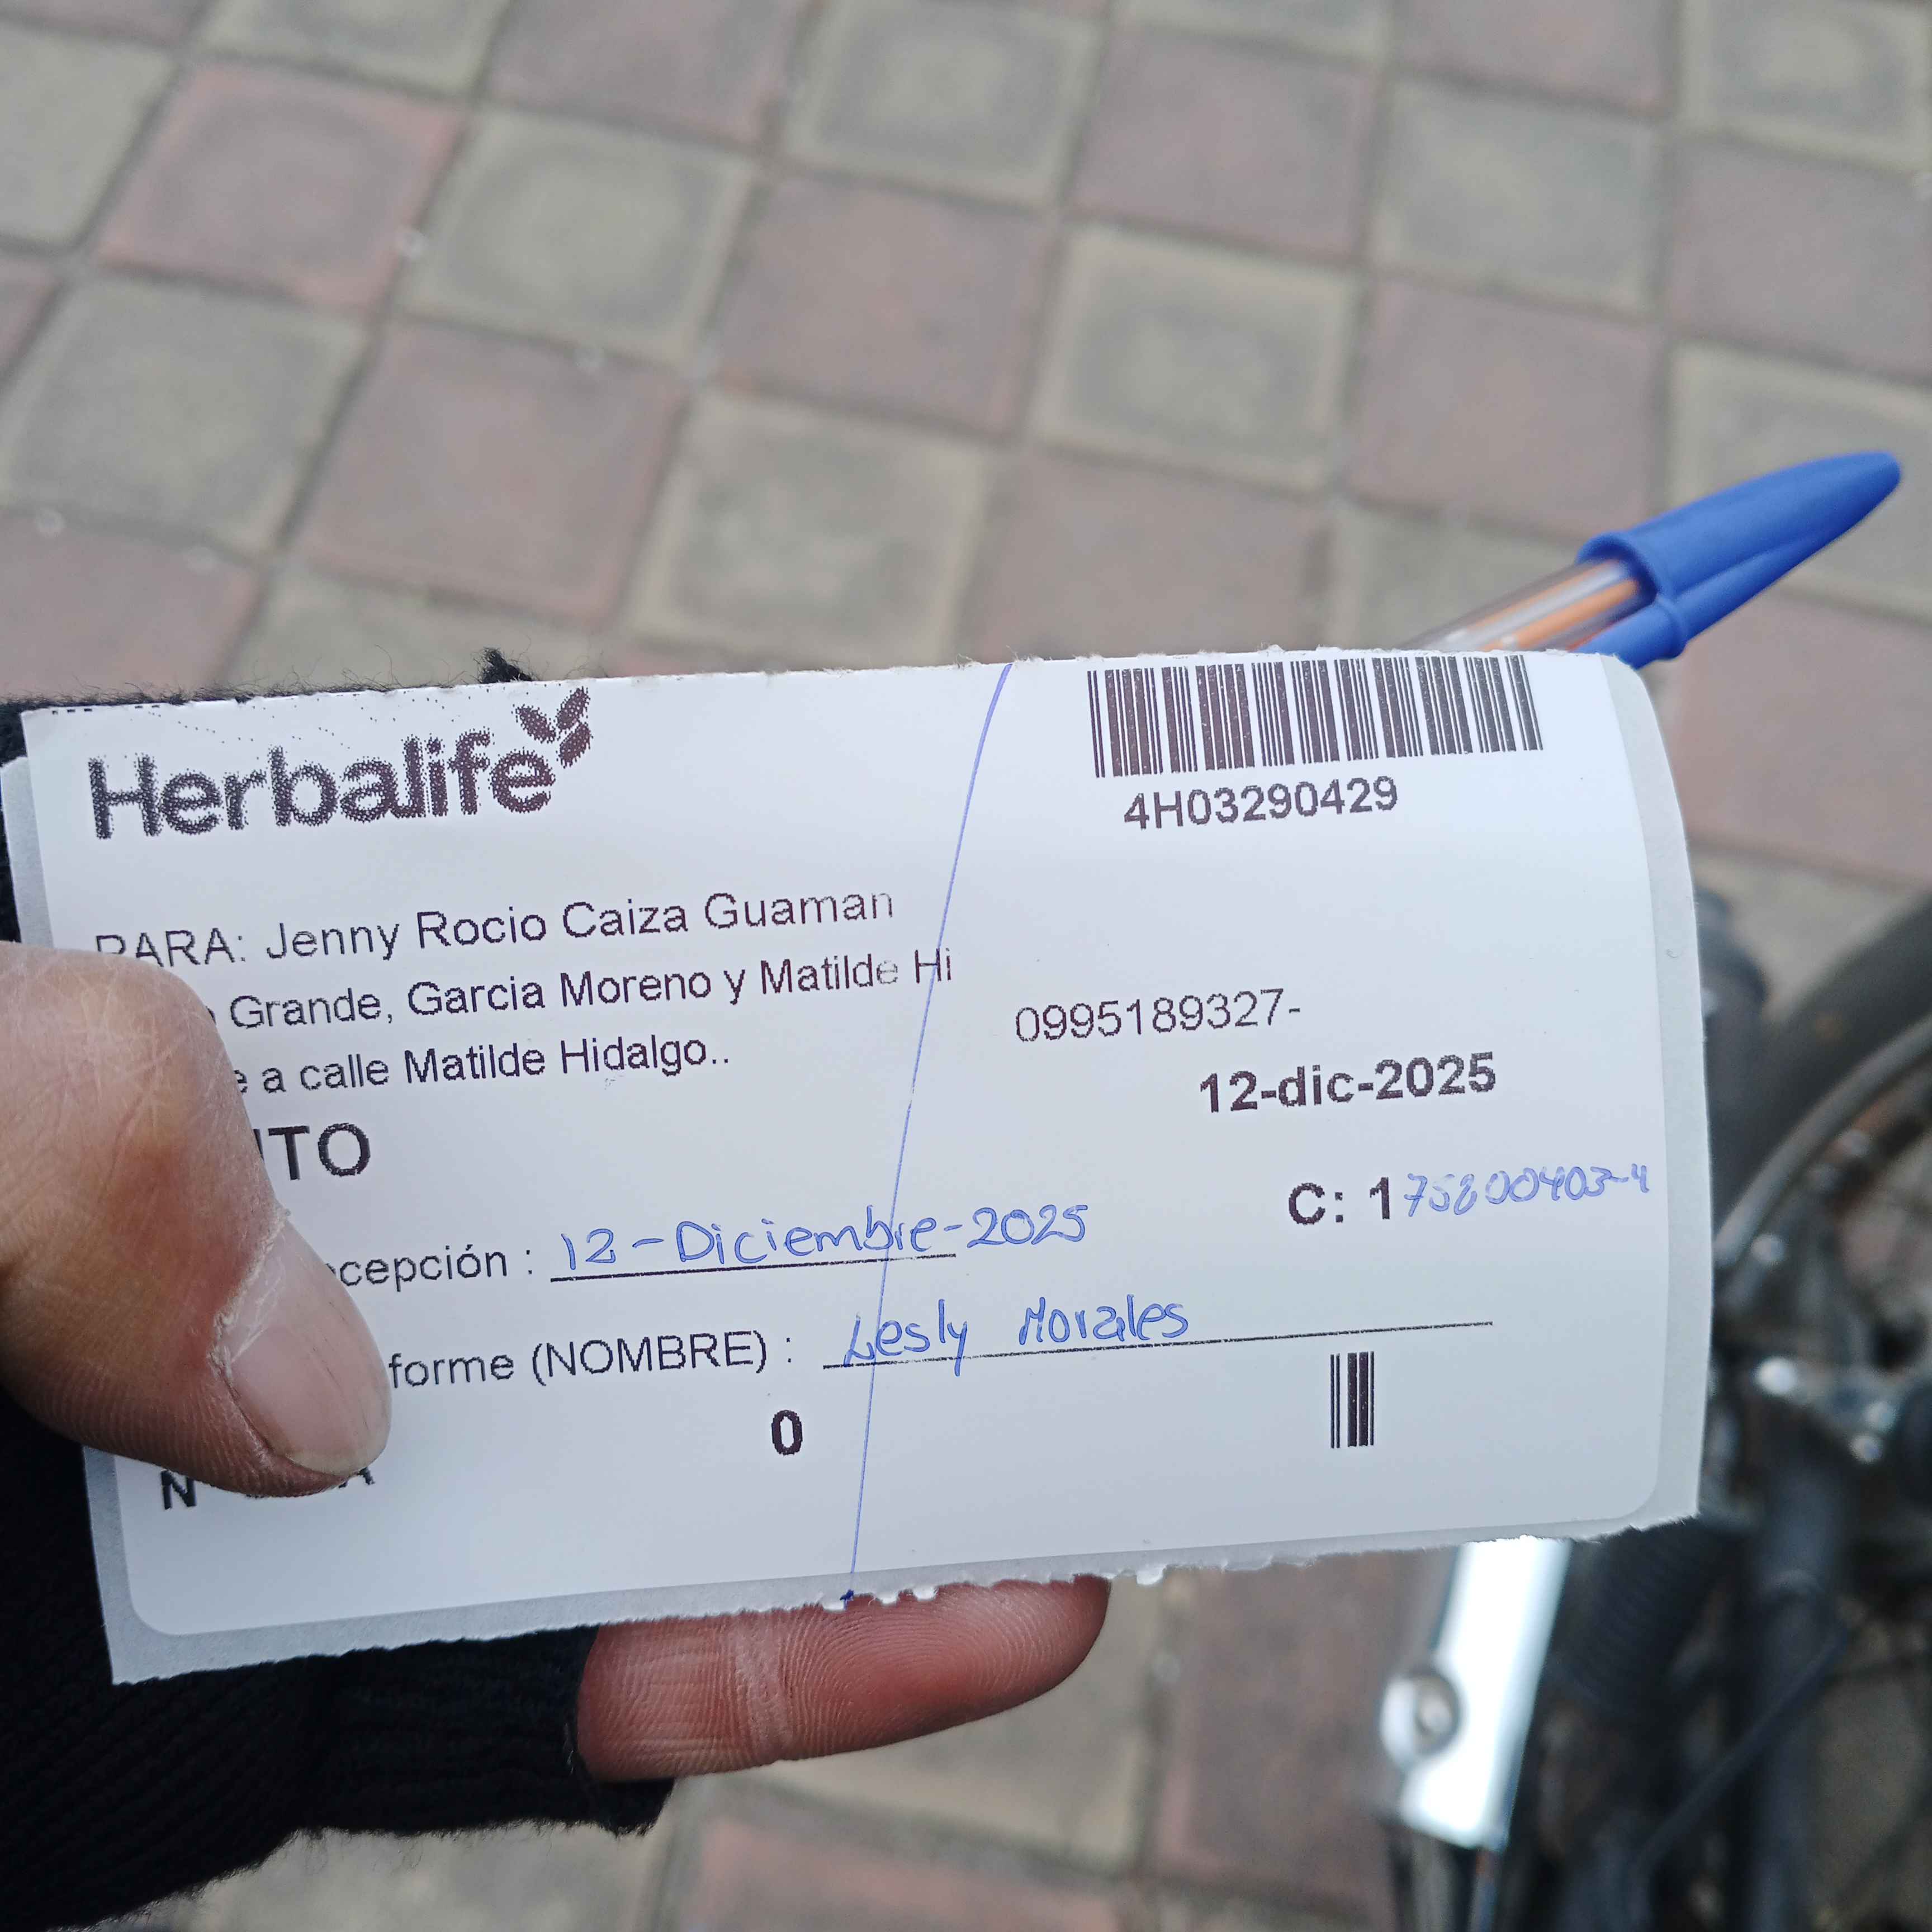 Herbalife
4H03290429
PARA: Jenny Rocio Caiza Guaman
Grande, Garcia Moreno y Matilde Hi
0995189327-
a calle Matilde Hidalgo..
12-dic-2025
ITO
C: 175800403-4
cepción : 12-Diciembre-2025
forme (NOMBRE) : Lesly Morales
0
N